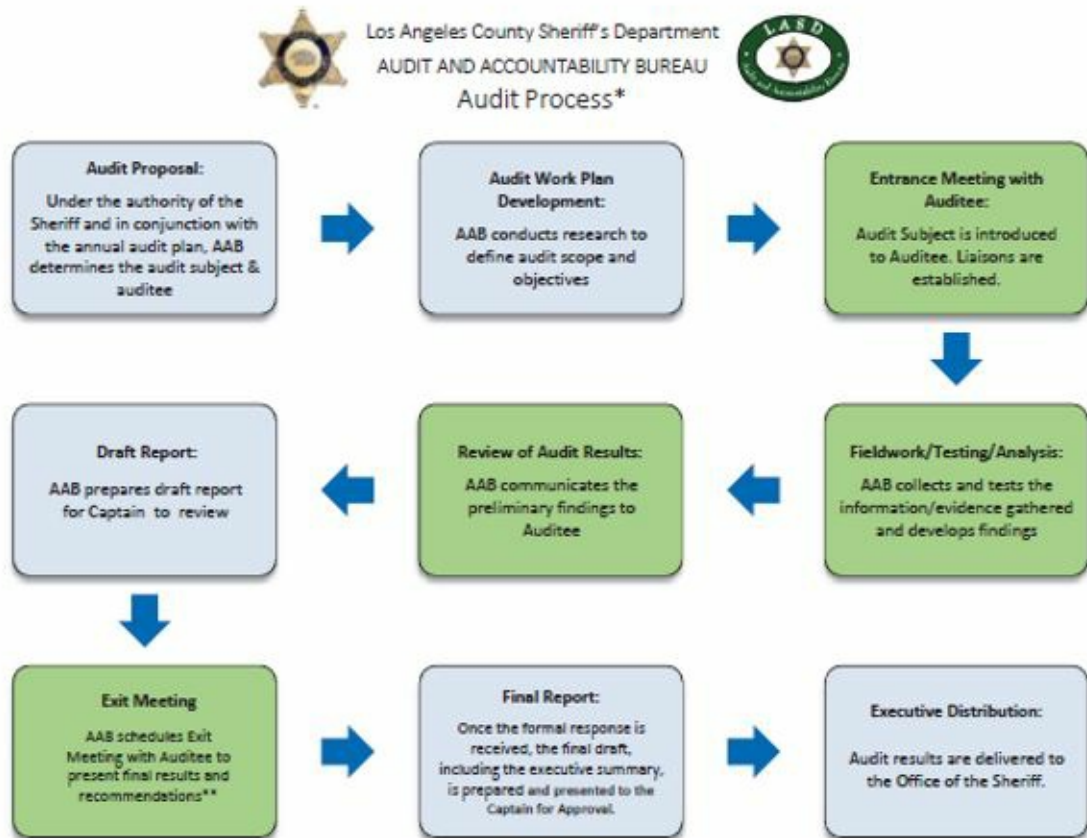 Los Angeles County Sheriff's Department
AUDIT AND ACCOUNTABILITY BUREAU
Audit Process*
LASD
Audit Proposal:
Under the authority of the
Sheriff and in conjunction with
the annual audit plan, AAB
determines the audit subject &
auditee
Audit Work Plan
Development:
AAB conducts research to
define audit scope and
objectives
Entrance Meeting with
Auditee:
Audit Subject is introduced
to Auditee. Liaisons are
established.
Fieldwork/Testing/Analysis:
AAB collects and tests the
information/evidence gathered
and develops findings
Review of Audit Results:
AAB communicates the
preliminary findings to
Auditee
Draft Report:
AAB prepares draft report
for Captain to review
Exit Meeting
AAB schedules Exit
Meeting with Auditee to
present final results and
recommendations**
Final Report:
Once the formal response is
received, the final draft,
including the executive summary,
is prepared and presented to the
Captain for Approval.
Executive Distribution:
Audit results are delivered to
the Office of the Sheriff.